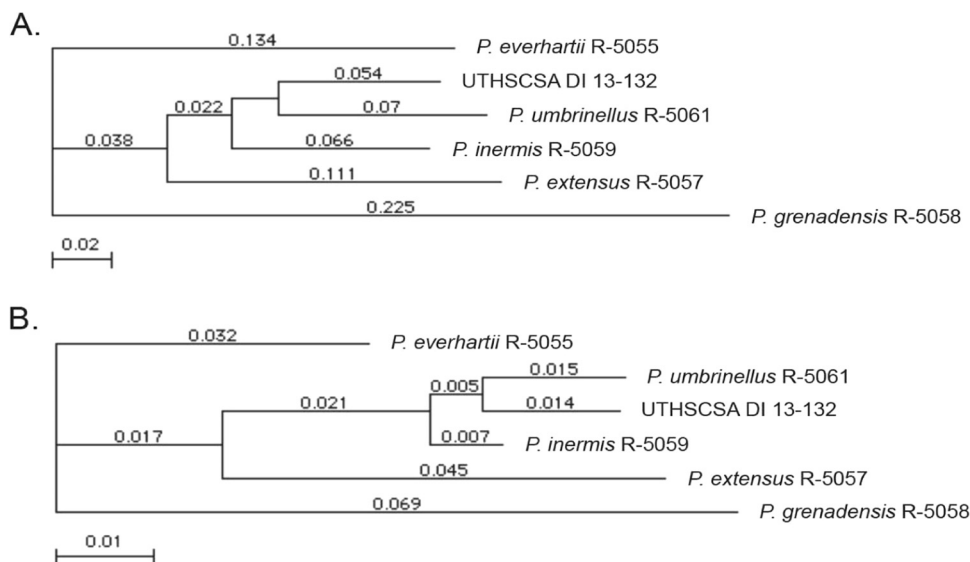 A.
0.134
P. everhartii R-5055
0.054
UTHSCSA DI 13-132
0.022
0.07
P. umbrinellus R-5061
0.038
0.066
P. inermis R-5059
0.111
P. extensus R-5057
0.225
P. grenadensis R-5058
0.02
B.
0.032
P. everhartii R-5055
0.015
P. umbrinellus R-5061
0.005
0.021
0.014
UTHSCSA DI 13-132
0.017
0.007
P. inermis R-5059
0.045
P. extensus R-5057
0.069
P. grenadensis R-5058
0.01